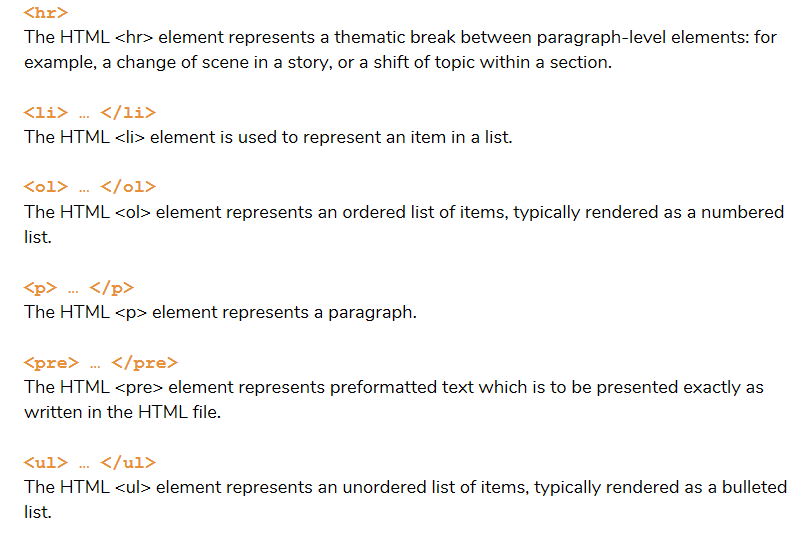 <hr>
The HTML <hr> element represents a thematic break between paragraph-level elements: for
example, a change of scene in a story, or a shift of topic within a section.
<li> … </li>
The HTML <li> element is used to represent an item in a list.
<ol> … </ol>
The HTML <ol> element represents an ordered list of items, typically rendered as a numbered
list.
<p> … </p>
The HTML <p> element represents a paragraph.
<pre> … </pre>
The HTML <pre> element represents preformatted text which is to be presented exactly as
written in the HTML file.
<ul> … </ul>
The HTML <ul> element represents an unordered list of items, typically rendered as a bulleted
list.